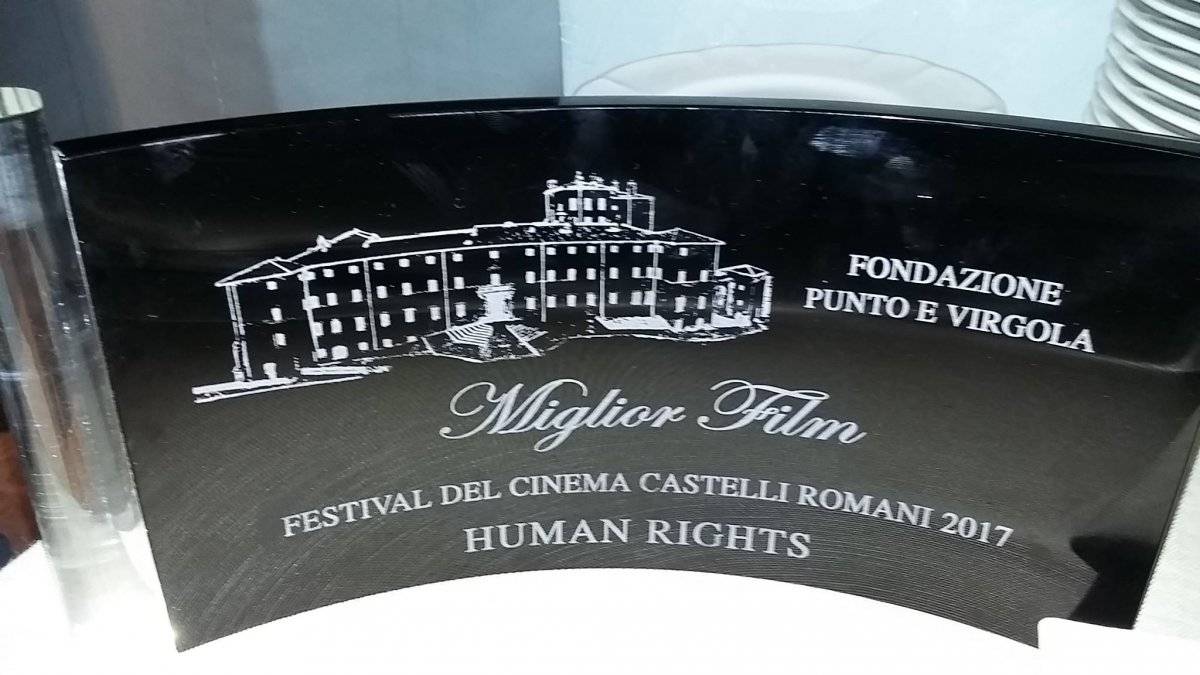 FONDAZIONE
PUNTO E VIRGOLA
Miglior Film
FESTIVAL DEL CINEMA CASTELLI ROMANI 2017
HUMAN RIGHTS